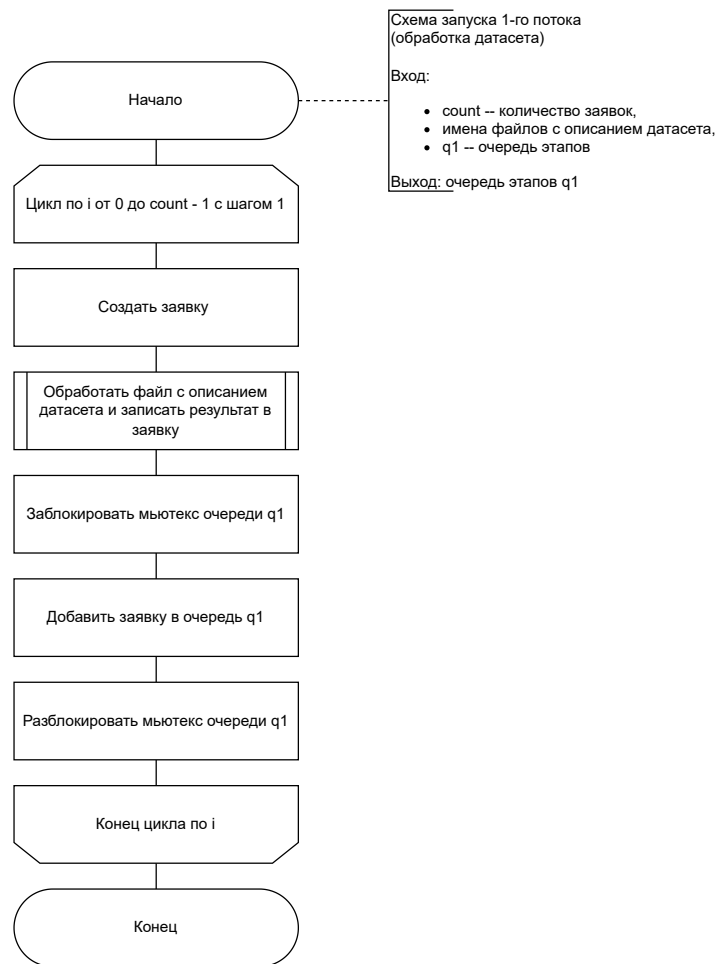 Схема запуска 1-го потока
(обработка датасета)
Вход:
• count -- количество заявок,
• имена файлов с описанием датасета,
• q1 -- очередь этапов
Выход: очередь этапов q1
Начало
Цикл по i от 0 до count - 1 с шагом 1
Создать заявку
Обработать файл с описанием
датасета и записать результат в
заявку
Заблокировать мьютекс очереди q1
Добавить заявку в очередь q1
Разблокировать мьютекс очереди q1
Конец цикла по i
Конец